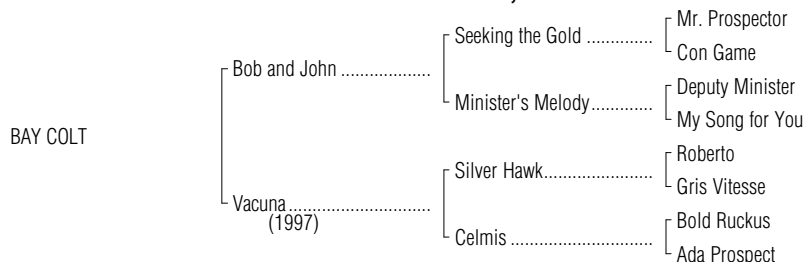 Mr. Prospector
Seeking the Gold ..............
Con Game
Bob and John ...................
Deputy Minister
Minister's Melody.............
My Song for You
BAY COLT
Roberto
Silver Hawk.......................
Gris Vitesse
Vacuna..............................
(1997)
Bold Ruckus
Celmis ..............................
Ada Prospect